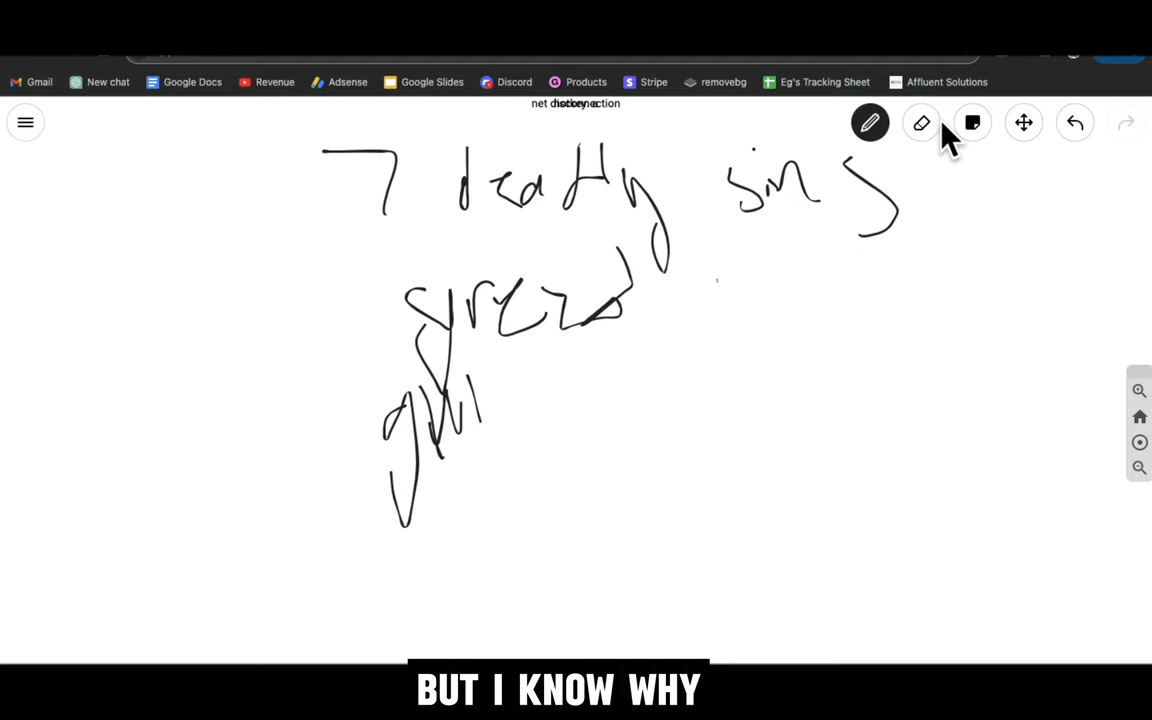 Gmail New chat Google Docs Revenue Adsense Google Slides Discord Products Stripe removebg Eg's Tracking Sheet Affluent Solutions
7 deadly sins
greed
BUT I KNOW WHY